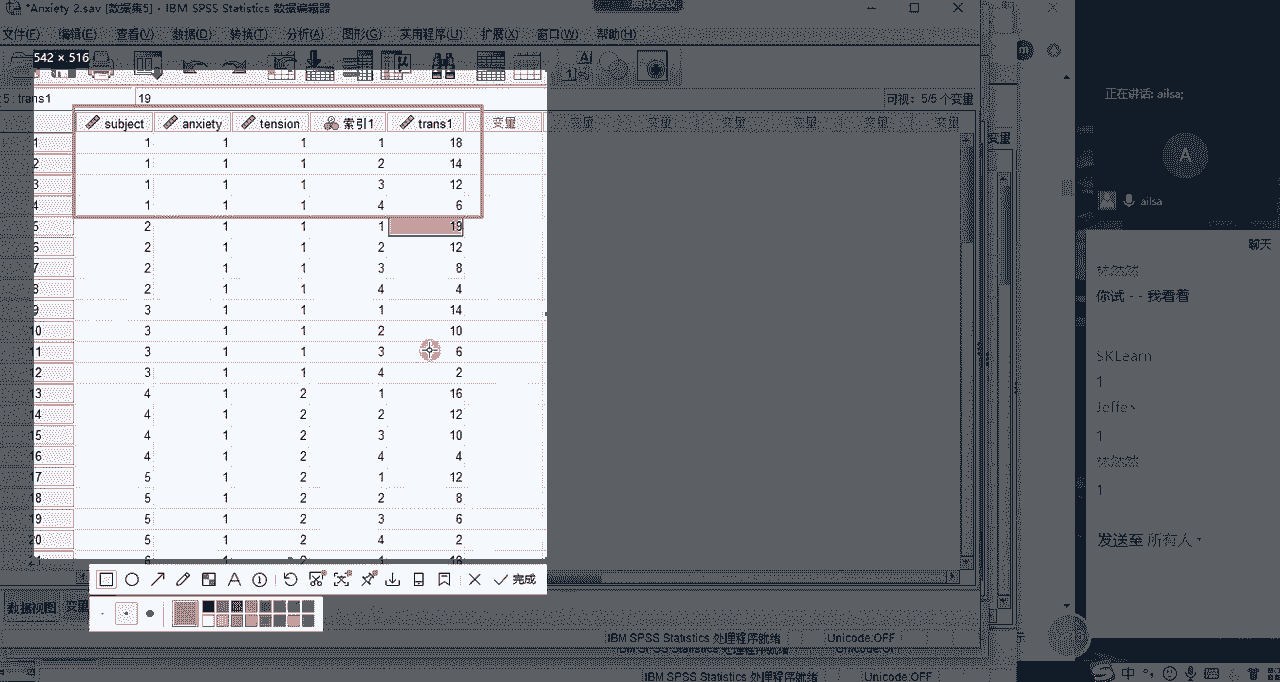 *Anxiety 2.sav [数据集5] - IBM SPSS Statistics 数据编辑器
文件(F) 编辑(E) 查看(V) 数据(D) 转换(T) 分析(A) 图形(G) 实用程序(U) 扩展(X) 窗口(W) 帮助(H)
542 × 516
5 : trans1 19 可视: 5/5 个变量
subject anxiety tension 索引1 trans1 变量 变量 变量 变量 变量 变量 变量
1 1 1 1 1 18
2 1 1 1 2 14
3 1 1 1 3 12
4 1 1 1 4 6
5 2 1 1 1 19
6 2 1 1 2 12
7 2 1 1 3 8
8 2 1 1 4 4
9 3 1 1 1 14
10 3 1 1 2 10
11 3 1 1 3 6
12 3 1 1 4 2
13 4 1 2 1 16
14 4 1 2 2 12
15 4 1 2 3 10
16 4 1 2 4 4
17 5 1 2 1 12
18 5 1 2 2 8
19 5 1 2 3 6
20 5 1 2 4 2
完成
数据视图 变量
IBM SPSS Statistics 处理程序就绪 Unicode:OFF
IBM SPSS Statistics 处理程序就绪 Unicode:OFF
变量
正在讲话: ailsa;
A
ailsa
聊天
你试 - - 我看着
SKLearn
1
1
1
发送至 所有人
中